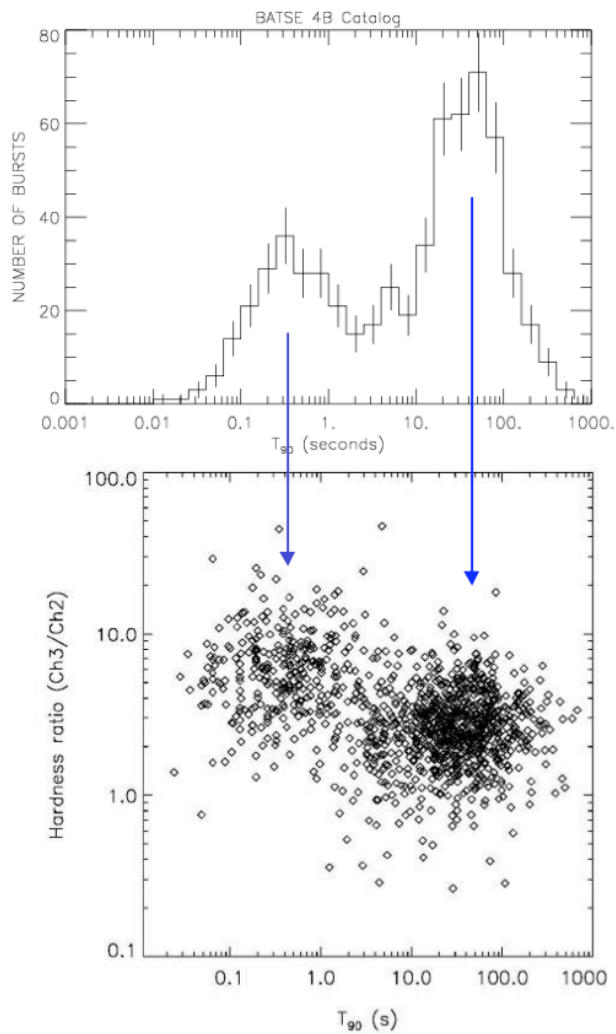 BATSE 4B Catalog
80
60
40
20
0
NUMBER OF BURSTS
0.001 0.01 0.1 1. 10. 100. 1000.
T90 (seconds)
100.0
10.0
1.0
0.1
Hardness ratio (Ch3/Ch2)
0.1 1.0 10.0 100.0 1000.0
T90 (s)